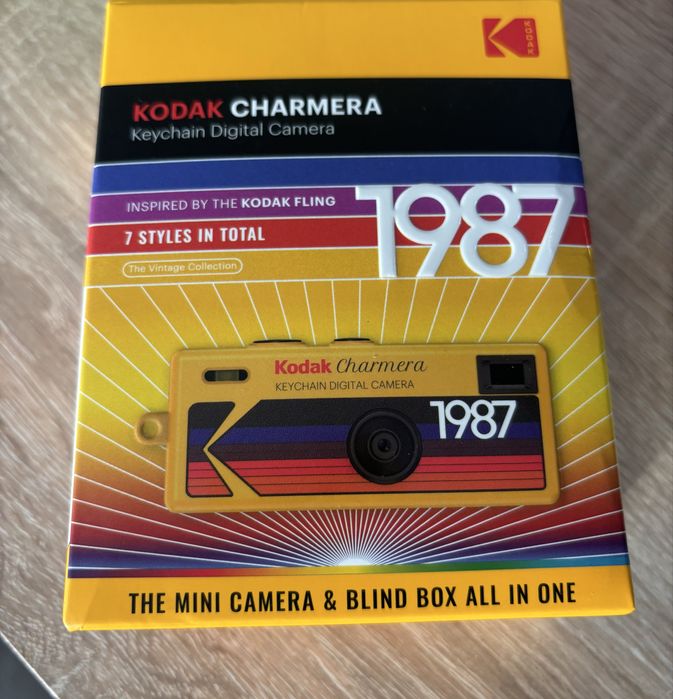 KODAK
KODAK CHARMERA
Keychain Digital Camera
INSPIRED BY THE KODAK FLING
1987
7 STYLES IN TOTAL
The Vintage Collection
Kodak Charmera
KEYCHAIN DIGITAL CAMERA
1987
THE MINI CAMERA & BLIND BOX ALL IN ONE